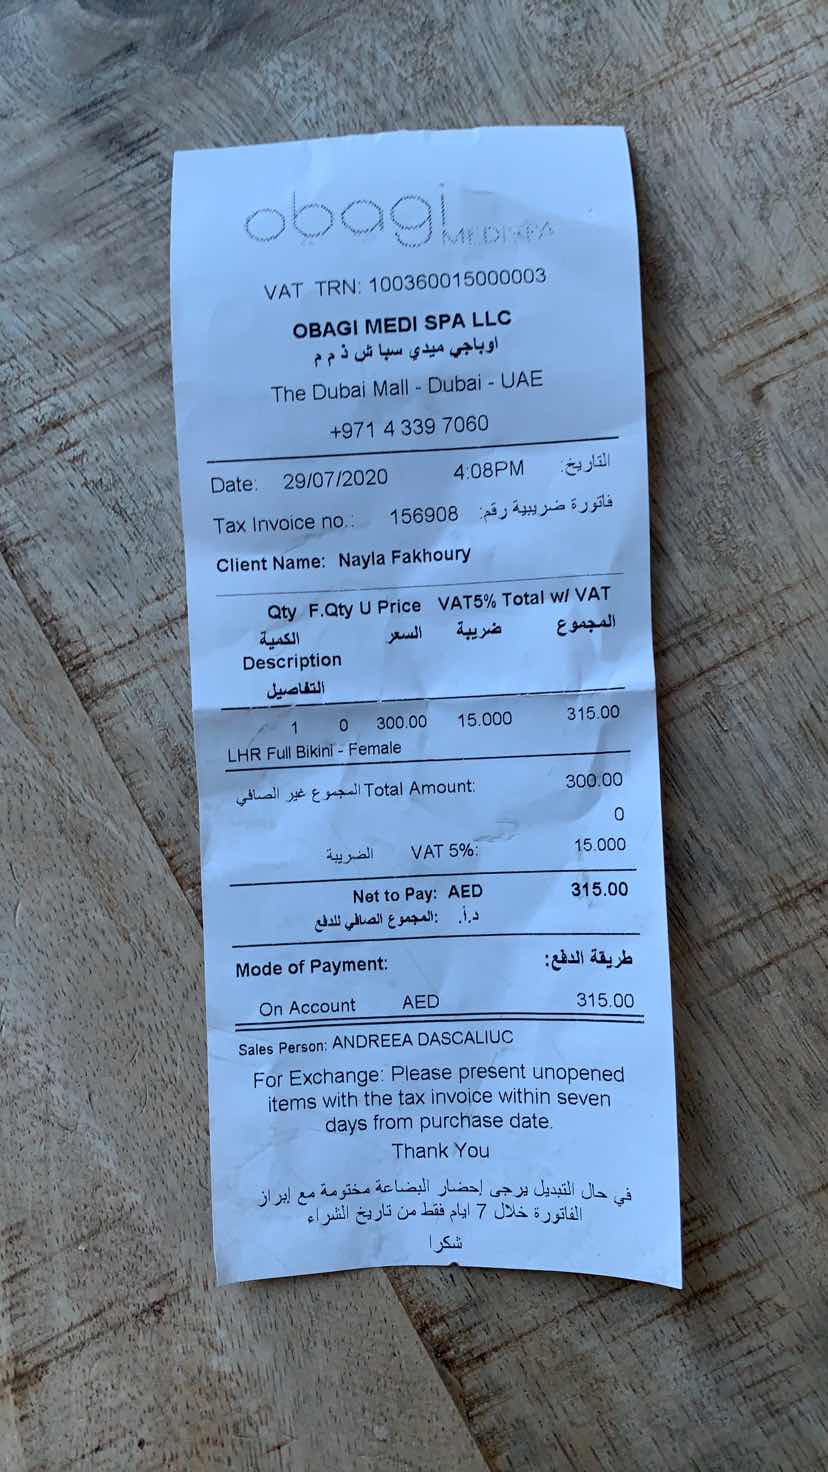 obagi
MEDISPA
VAT TRN: 100360015000003
OBAGI MEDI SPA LLC
اوباجي ميدي سبا ش ذ م م
The Dubai Mall - Dubai - UAE
+971 4 339 7060
Date: 29/07/2020 4:08PM التاريخ:
Tax Invoice no.: 156908 فاتورة ضريبية رقم:
Client Name: Nayla Fakhoury
Qty F.Qty U Price VAT5% Total w/ VAT
الكمية السعر ضريبة المجموع
Description
التفاصيل
1 0 300.00 15.000 315.00
LHR Full Bikini - Female
المجموع غير الصافي Total Amount: 300.00
0
الضريبة VAT 5%: 15.000
Net to Pay: AED 315.00
المجموع الصافي للدفع: د.أ.
Mode of Payment: طريقة الدفع:
On Account AED 315.00
Sales Person: ANDREEA DASCALIUC
For Exchange: Please present unopened
items with the tax invoice within seven
days from purchase date.
Thank You
في حال التبديل يرجى إحضار البضاعة مختومة مع إبراز
الفاتورة خلال 7 ايام فقط من تاريخ الشراء
شكرا